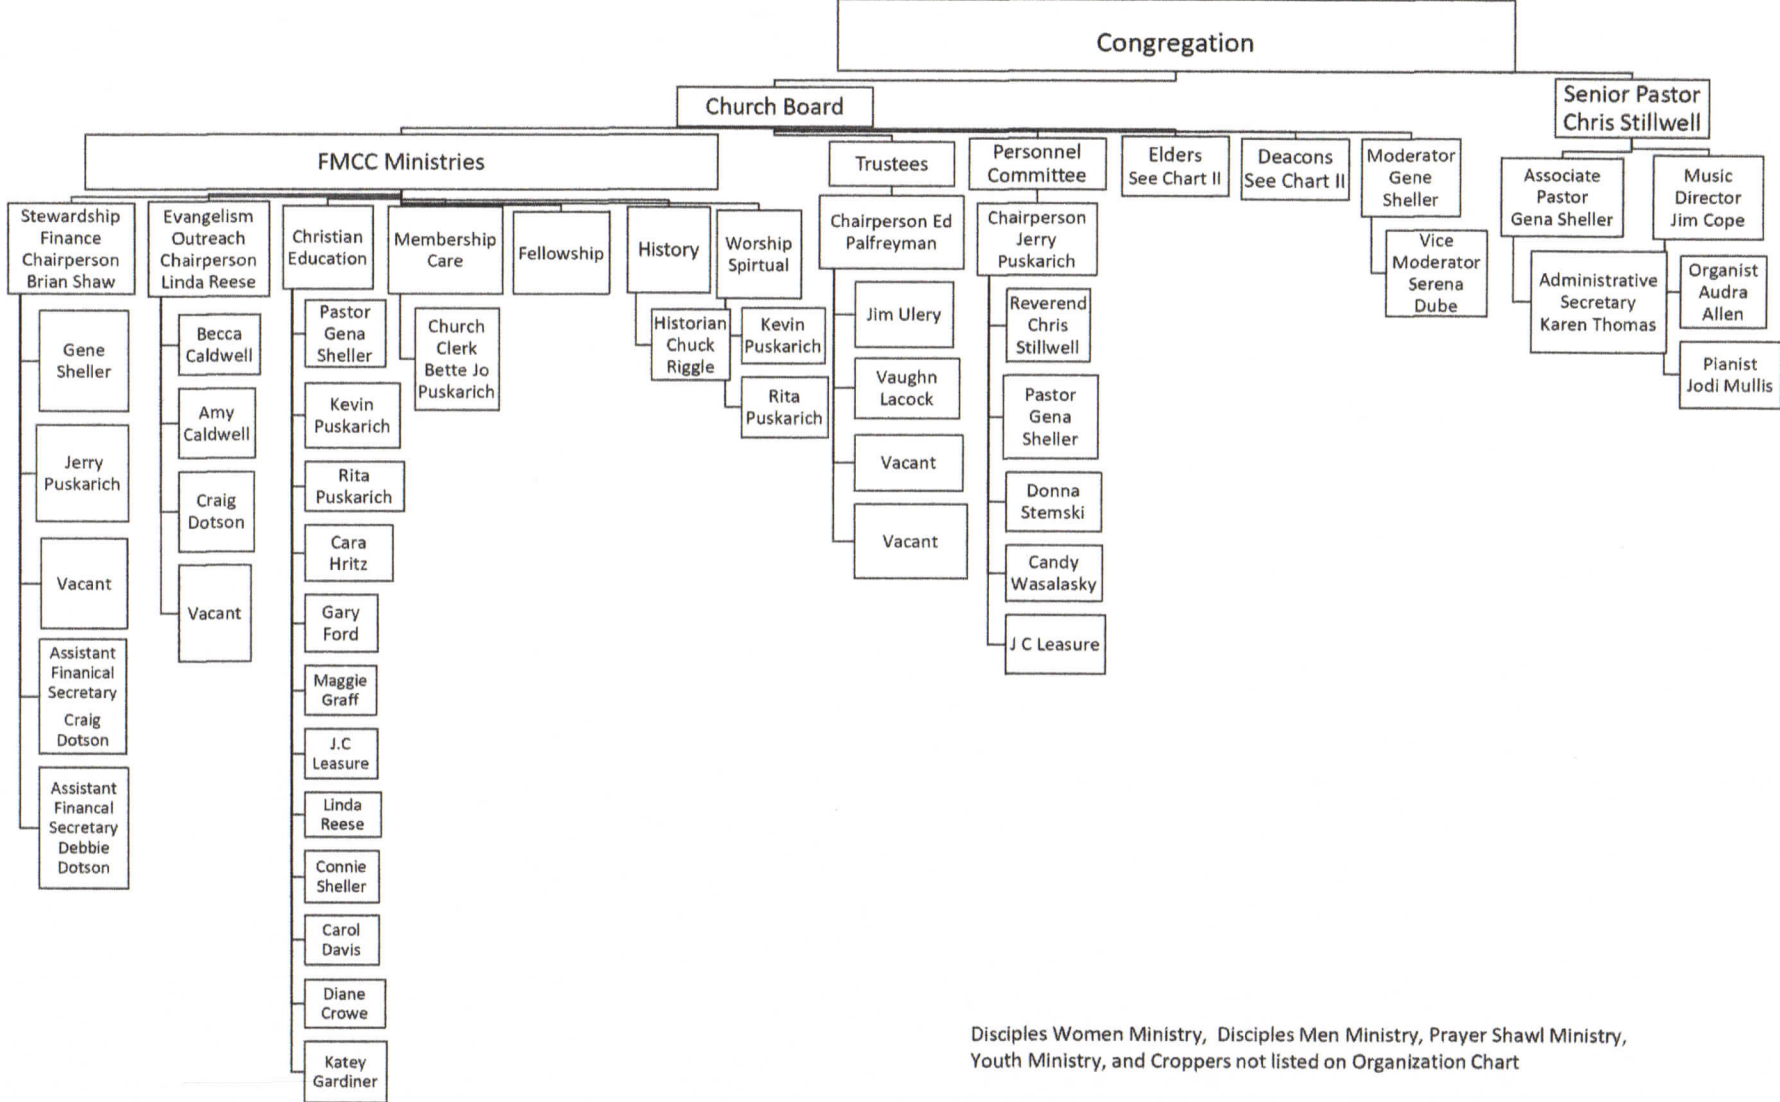 Congregation
Church Board
Senior Pastor
Chris Stillwell
FMCC Ministries
Trustees
Personnel
Committee
Elders
See Chart II
Deacons
See Chart II
Moderator
Gene
Sheller
Associate
Pastor
Gena Sheller
Music
Director
Jim Cope
Stewardship
Finance
Chairperson
Brian Shaw
Evangelism
Outreach
Chairperson
Linda Reese
Christian
Education
Membership
Care
Fellowship
History
Worship
Spirtual
Chairperson Ed
Palfreyman
Chairperson
Jerry
Puskarich
Vice
Moderator
Serena
Dube
Administrative
Secretary
Karen Thomas
Organist
Audra
Allen
Pianist
Jodi Mullis
Gene
Sheller
Jerry
Puskarich
Vacant
Assistant
Finanical
Secretary
Craig
Dotson
Assistant
Financal
Secretary
Debbie
Dotson
Becca
Caldwell
Amy
Caldwell
Craig
Dotson
Vacant
Pastor
Gena
Sheller
Kevin
Puskarich
Rita
Puskarich
Cara
Hritz
Gary
Ford
Maggie
Graff
J.C
Leasure
Linda
Reese
Connie
Sheller
Carol
Davis
Diane
Crowe
Katey
Gardiner
Church
Clerk
Bette Jo
Puskarich
Historian
Chuck
Riggle
Kevin
Puskarich
Rita
Puskarich
Jim Ulery
Vaughn
Lacock
Vacant
Vacant
Reverend
Chris
Stillwell
Pastor
Gena
Sheller
Donna
Stemski
Candy
Wasalasky
J C Leasure
Disciples Women Ministry, Disciples Men Ministry, Prayer Shawl Ministry,
Youth Ministry, and Croppers not listed on Organization Chart